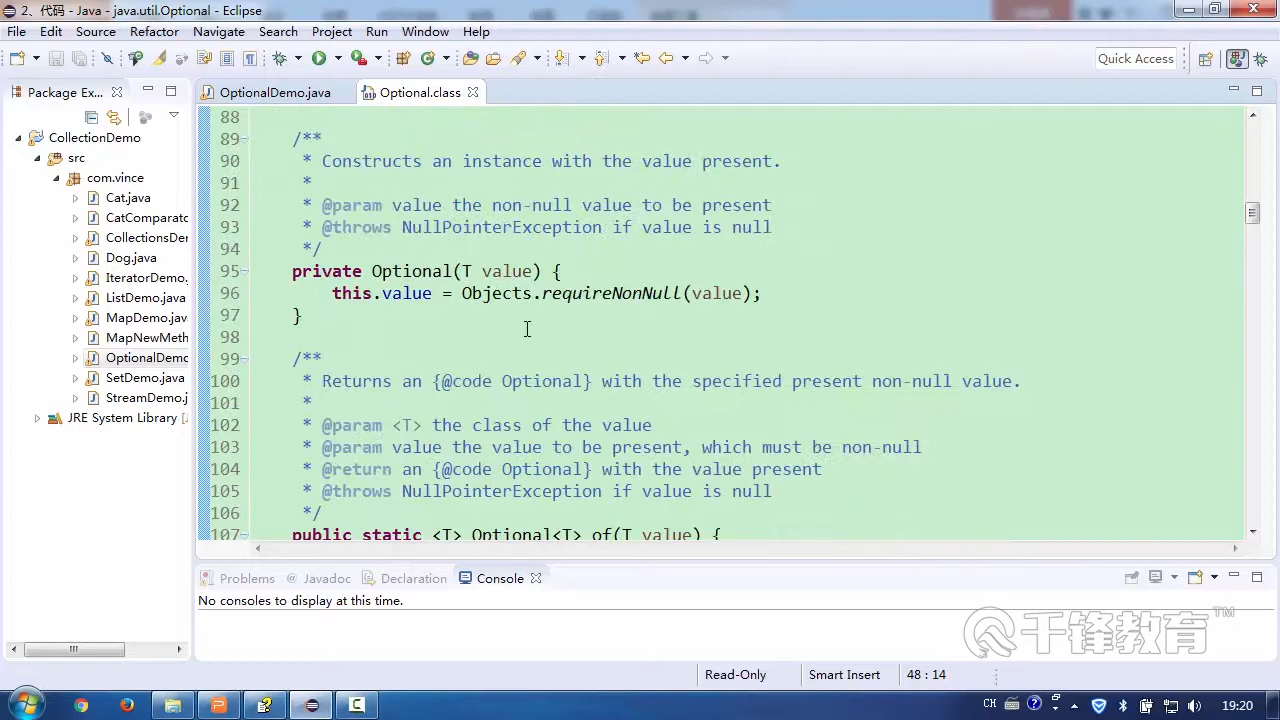 2、代码 - Java - java.util.Optional - Eclipse
File Edit Source Refactor Navigate Search Project Run Window Help
Quick Access
Package Ex...
OptionalDemo.java
Optional.class
CollectionDemo
src
com.vince
Cat.java
CatComparato
CollectionsDer
Dog.java
IteratorDemo.
ListDemo.java
MapDemo.java
MapNewMeth
OptionalDemo
SetDemo.java
StreamDemo.j
JRE System Library [
88
89 /**
90 * Constructs an instance with the value present.
91 *
92 * @param value the non-null value to be present
93 * @throws NullPointerException if value is null
94 */
95 private Optional(T value) {
96 this.value = Objects.requireNonNull(value);
97 }
98
99 /**
100 * Returns an {@code Optional} with the specified present non-null value.
101 *
102 * @param <T> the class of the value
103 * @param value the value to be present, which must be non-null
104 * @return an {@code Optional} with the value present
105 * @throws NullPointerException if value is null
106 */
107 public static <T> Optional<T> of(T value) {
Problems @ Javadoc Declaration Console
No consoles to display at this time.
千锋教育 TM
Read-Only Smart Insert 48 : 14
CH 19:20